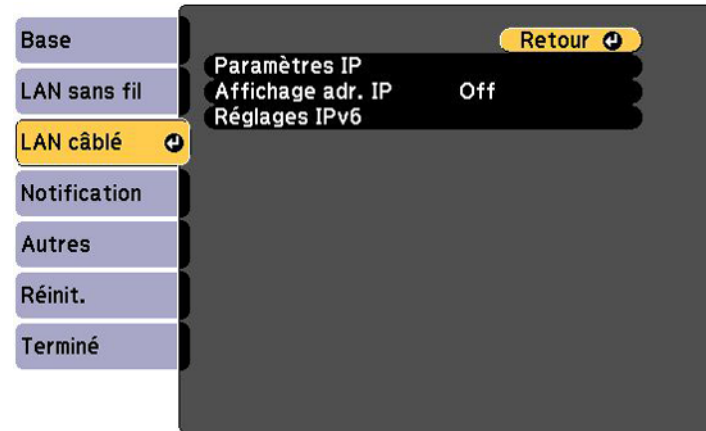 Base
LAN sans fil
LAN câblé
Notification
Autres
Réinit.
Terminé
Retour
Paramètres IP
Affichage adr. IP Off
Réglages IPv6